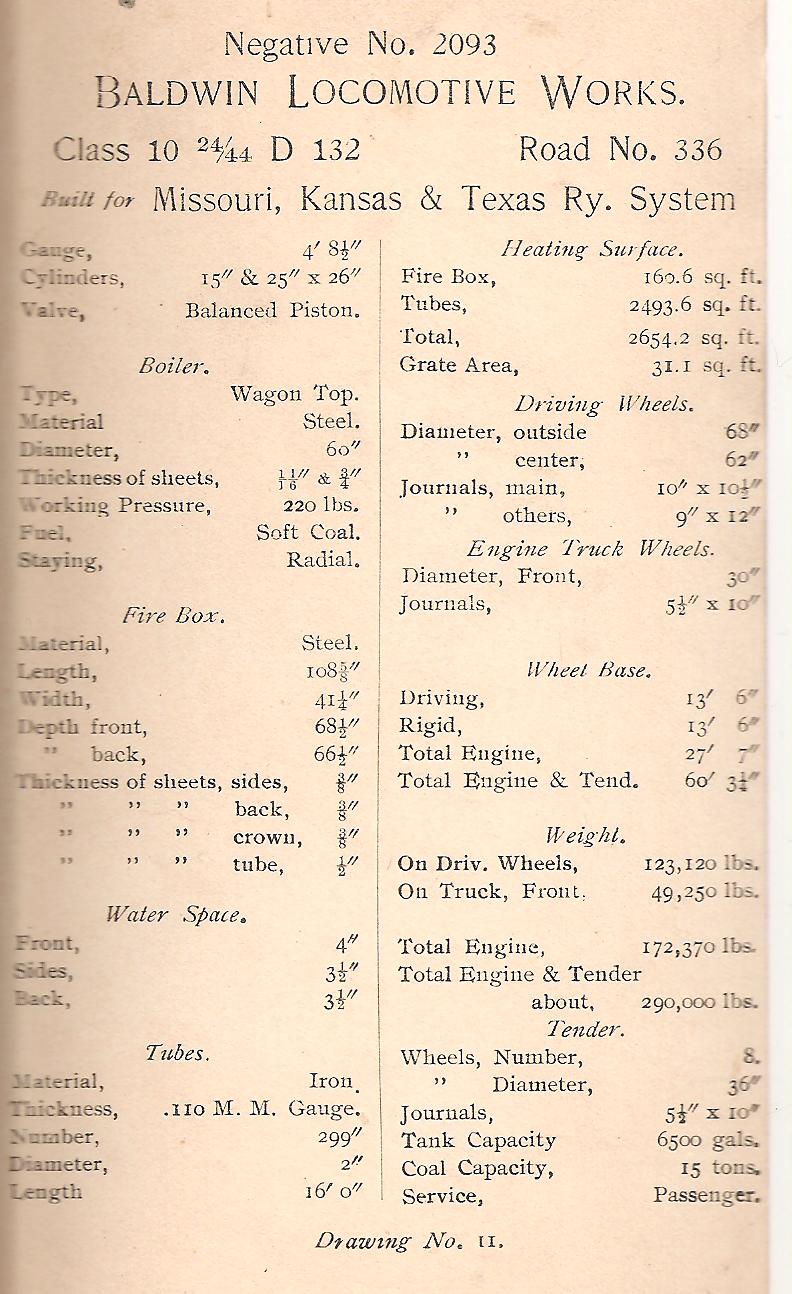 Negative No. 2093
BALDWIN LOCOMOTIVE WORKS.
Class 10 24/44 D 132 Road No. 336
Built for Missouri, Kansas & Texas Ry. System
Gauge, 4′ 8½″
Cylinders, 15″ & 25″ x 26″
Valve, Balanced Piston.
Boiler.
Type, Wagon Top.
Material Steel.
Diameter, 60″
Thickness of sheets, 11/16″ & ¾″
Working Pressure, 220 lbs.
Fuel, Soft Coal.
Staying, Radial.
Fire Box.
Material, Steel.
Length, 108⅝″
Width, 41¼″
Depth front, 68½″
” back, 66½″
Thickness of sheets, sides, ⅜″
” ” ” back, ⅜″
” ” ” crown, ⅜″
” ” ” tube, ½″
Water Space.
Front, 4″
Sides, 3½″
Back, 3½″
Tubes.
Material, Iron.
Thickness, .110 M. M. Gauge.
Number, 299″
Diameter, 2″
Length 16′ 0″
Heating Surface.
Fire Box, 160.6 sq. ft.
Tubes, 2493.6 sq. ft.
Total, 2654.2 sq. ft.
Grate Area, 31.1 sq. ft.
Driving Wheels.
Diameter, outside 68″
” center, 62″
Journals, main, 10″ x 10½″
” others, 9″ x 12″
Engine Truck Wheels.
Diameter, Front, 30″
Journals, 5½″ x 10″
Wheel Base.
Driving, 13′ 6″
Rigid, 13′ 6″
Total Engine, 27′ 7″
Total Engine & Tend. 60′ 3¼″
Weight.
On Driv. Wheels, 123,120 lbs.
On Truck, Front. 49,250 lbs.
Total Engine, 172,370 lbs.
Total Engine & Tender
about, 290,000 lbs.
Tender.
Wheels, Number, 8.
” Diameter, 36″
Journals, 5½″ x 10″
Tank Capacity 6500 gals.
Coal Capacity, 15 tons.
Service, Passenger.
Drawing No. 11.